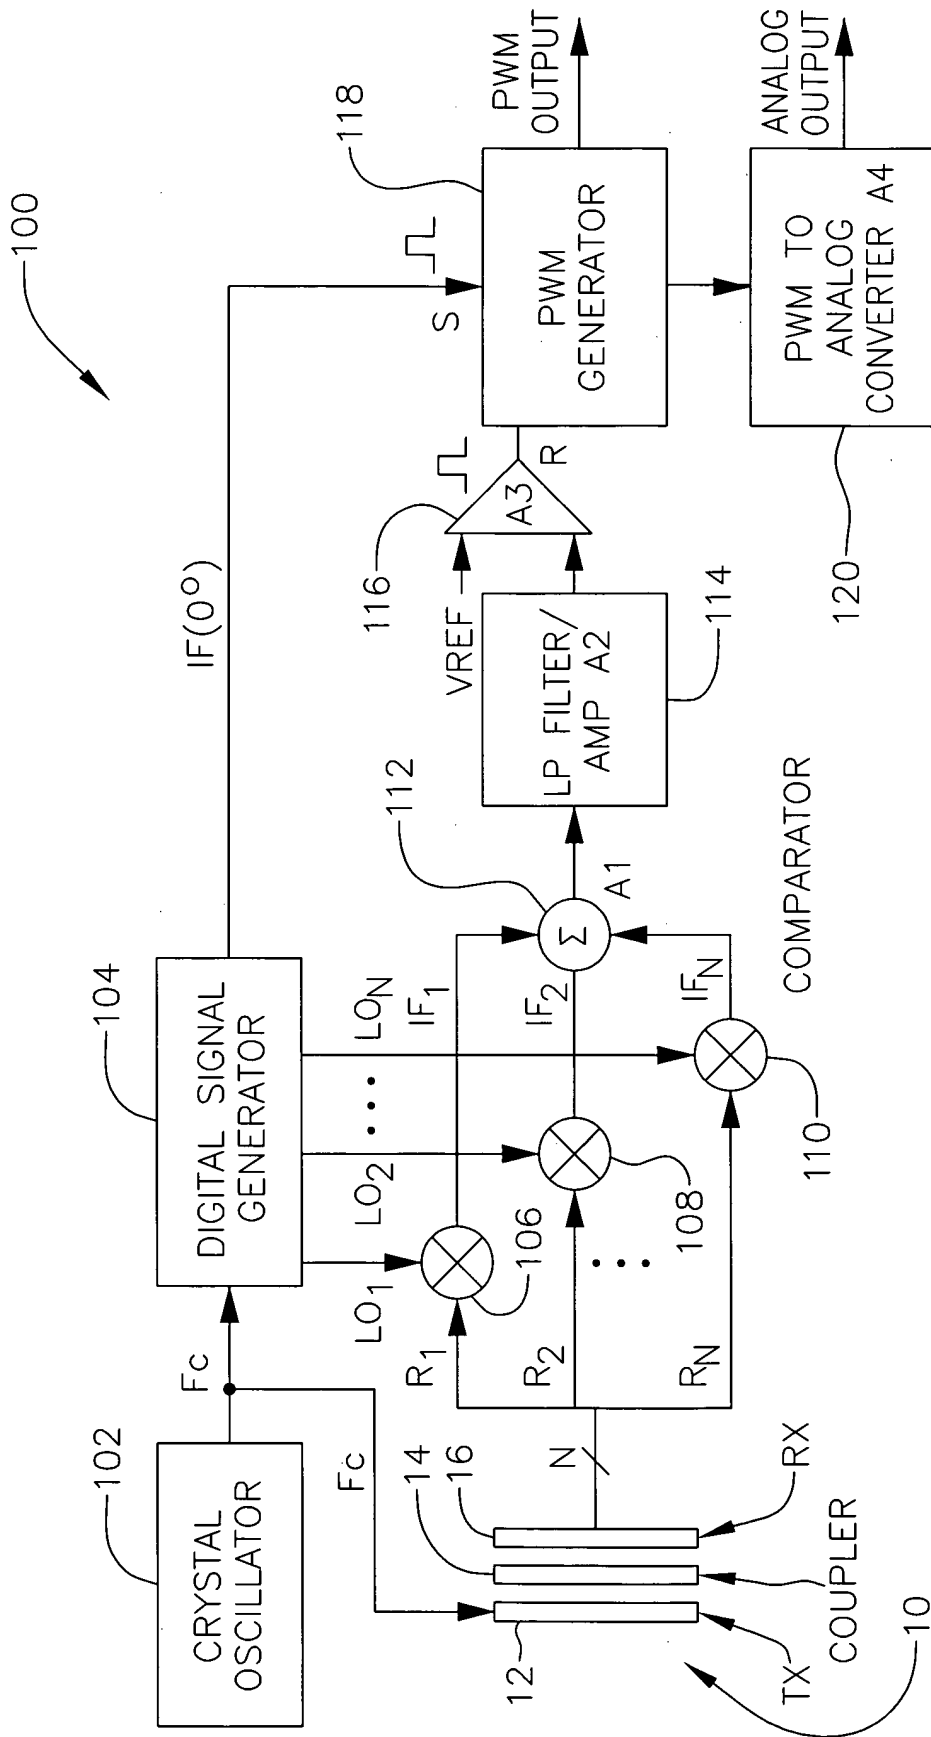 100
102
CRYSTAL
OSCILLATOR
Fc
Fc
104
DIGITAL SIGNAL
GENERATOR
IF(0°)
S
118
PWM
GENERATOR
PWM
OUTPUT
LO1
LO2
LON
R1
R2
RN
N
106
108
110
IF1
IF2
IFN
Σ
112
A1
LP FILTER/
AMP A2
114
VREF
116
A3
R
COMPARATOR
PWM TO
ANALOG
CONVERTER A4
120
ANALOG
OUTPUT
12
14
16
TX
COUPLER
RX
10